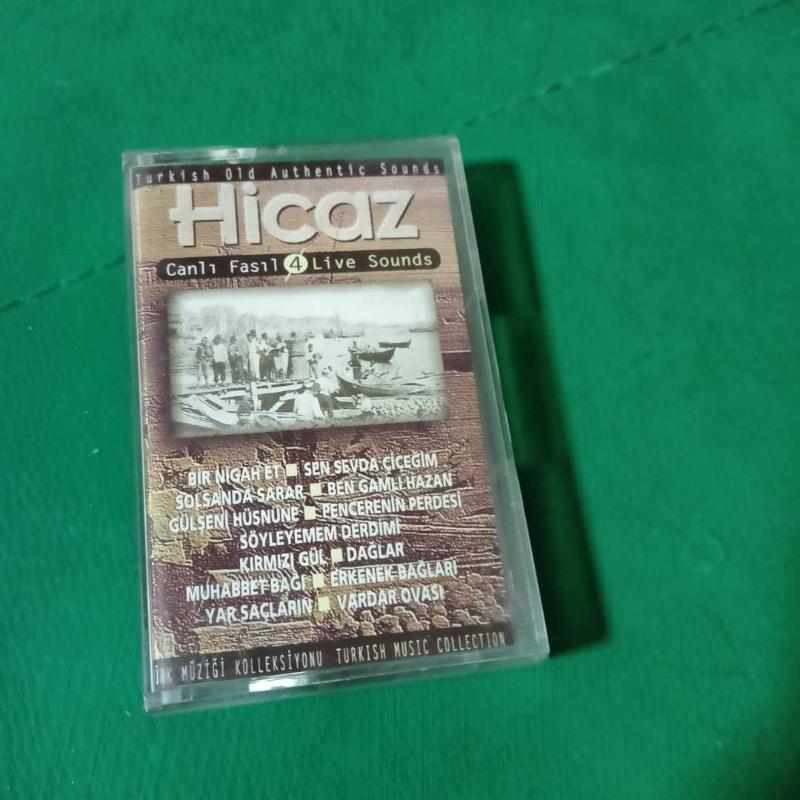 Turkish Old Authentic Sounds
Hicaz
Canlı Fasıl 4 Live Sounds
BİR NİGAH ET ■ SEN SEVDA ÇİÇEĞİM
SOLSANDA SARAR ■ BEN GAMLI HAZAN
GÜLŞENİ HÜSNÜNE ■ PENCERENİN PERDESİ
SÖYLEYEMEM DERDİMİ
KIRMIZI GÜL ■ DAĞLAR
MUHABBET BAĞI ■ ERKENEK BAĞLARI
YAR SAÇLARIN ■ VARDAR OVASI
MÜZİĞİ KOLLEKSİYONU TURKISH MUSIC COLLECTION